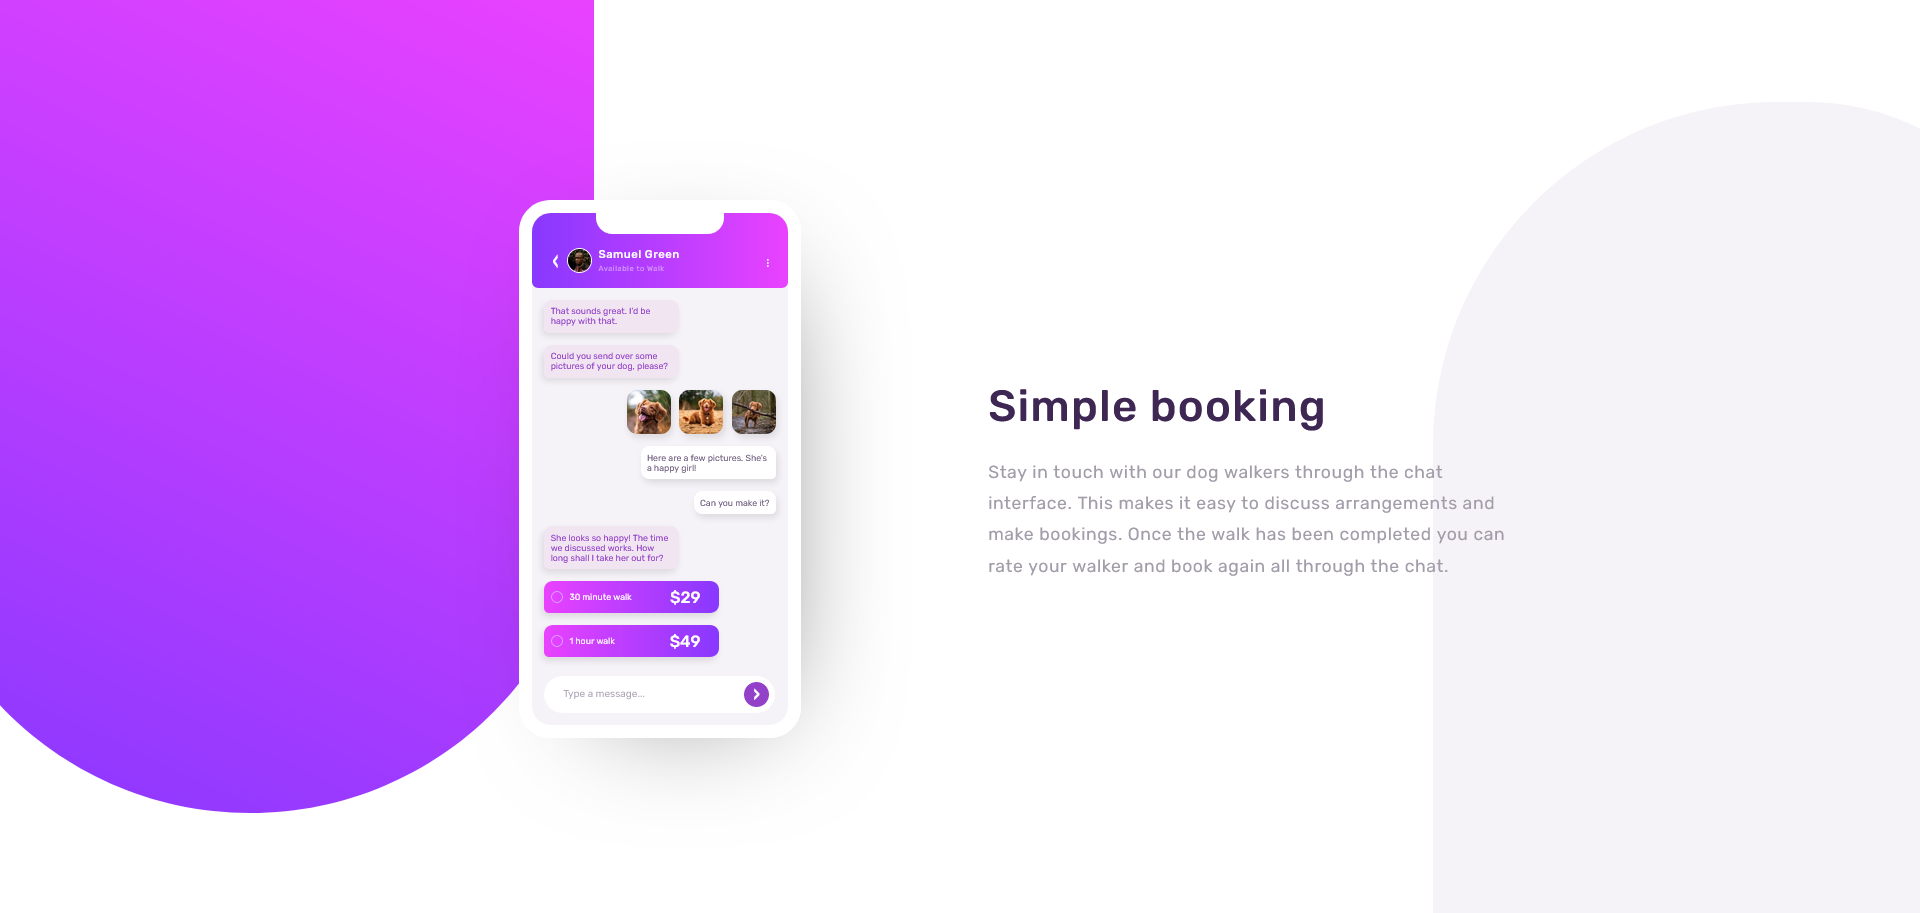 Samuel Green
Available to Walk
That sounds great. I'd be
happy with that.
Could you send over some
pictures of your dog, please?
Here are a few pictures. She's
a happy girl!
Can you make it?
She looks so happy! The time
we discussed works. How
long shall I take her out for?
30 minute walk $29
1 hour walk $49
Type a message...
Simple booking
Stay in touch with our dog walkers through the chat
interface. This makes it easy to discuss arrangements and
make bookings. Once the walk has been completed you can
rate your walker and book again all through the chat.